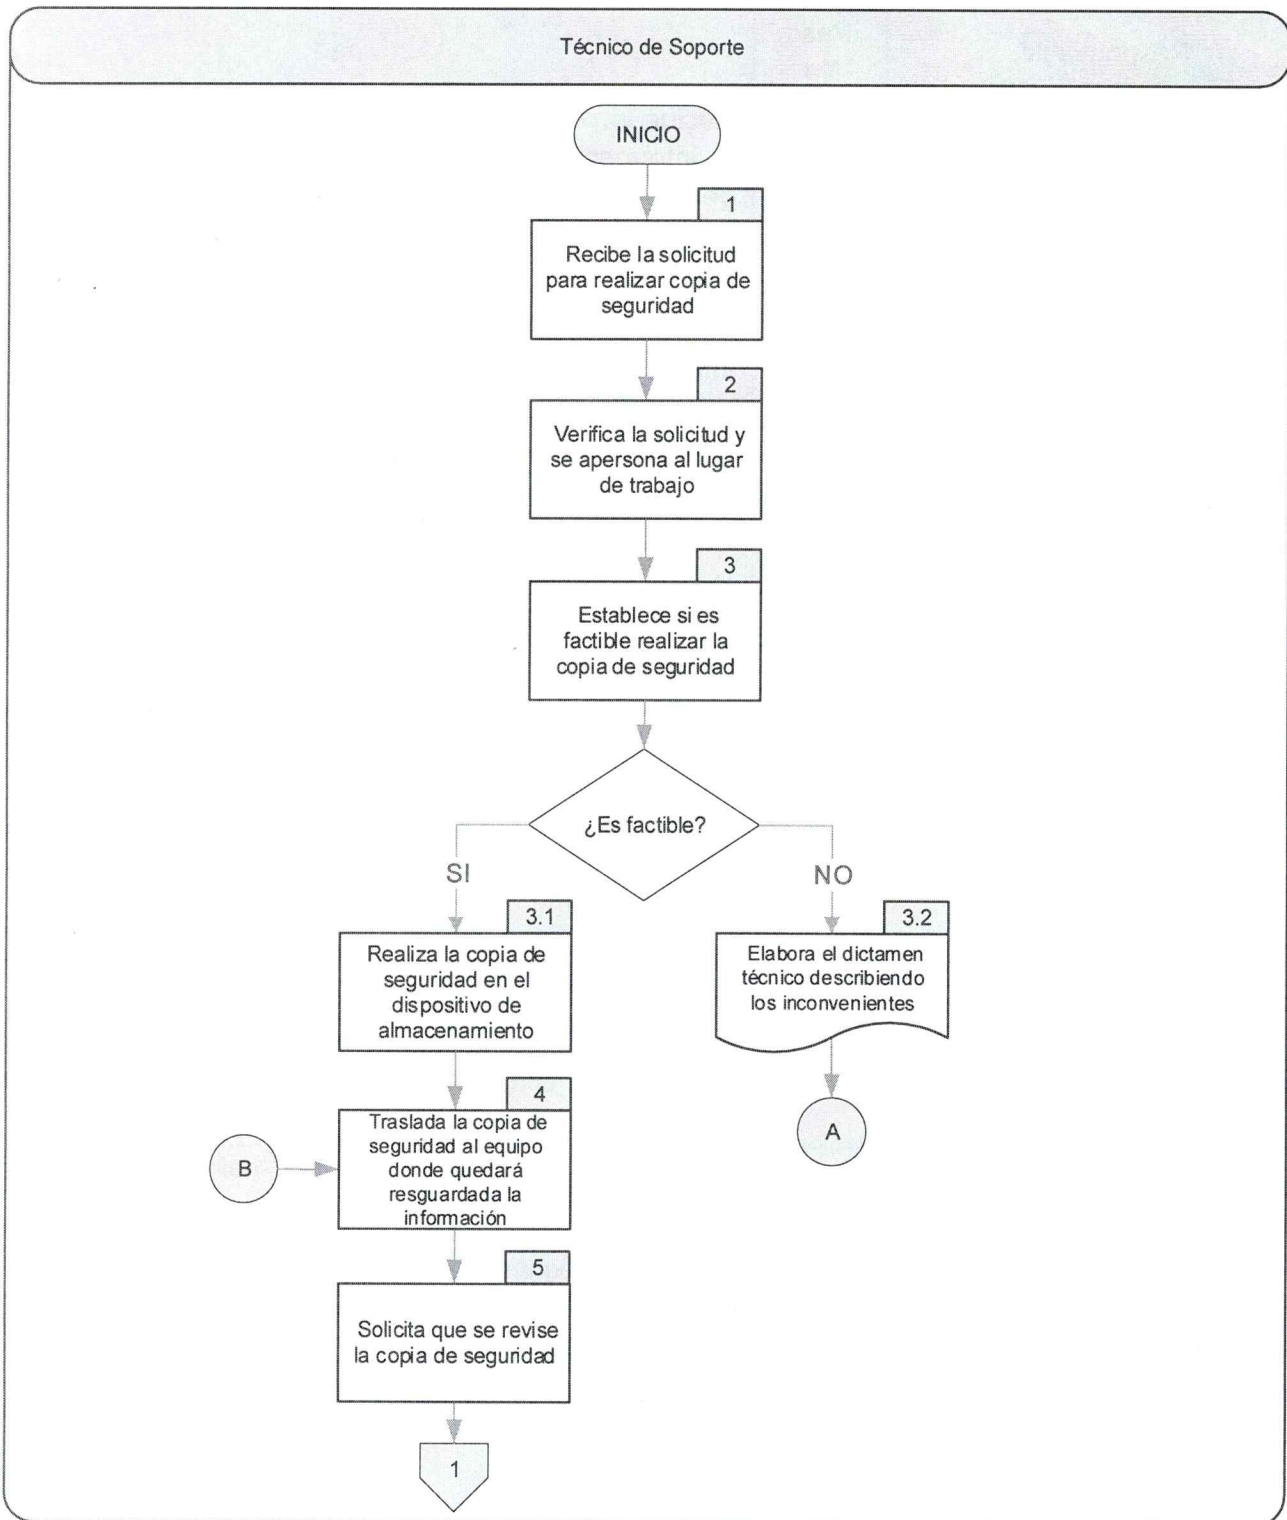 Técnico de Soporte
INICIO
1
Recibe la solicitud
para realizar copia de
seguridad
2
Verifica la solicitud y
se apersona al lugar
de trabajo
3
Establece si es
factible realizar la
copia de seguridad
¿Es factible?
SI
NO
3.1
Realiza la copia de
seguridad en el
dispositivo de
almacenamiento
3.2
Elabora el dictamen
técnico describiendo
los inconvenientes
A
4
Traslada la copia de
seguridad al equipo
donde quedará
resguardada la
información
B
5
Solicita que se revise
la copia de seguridad
1